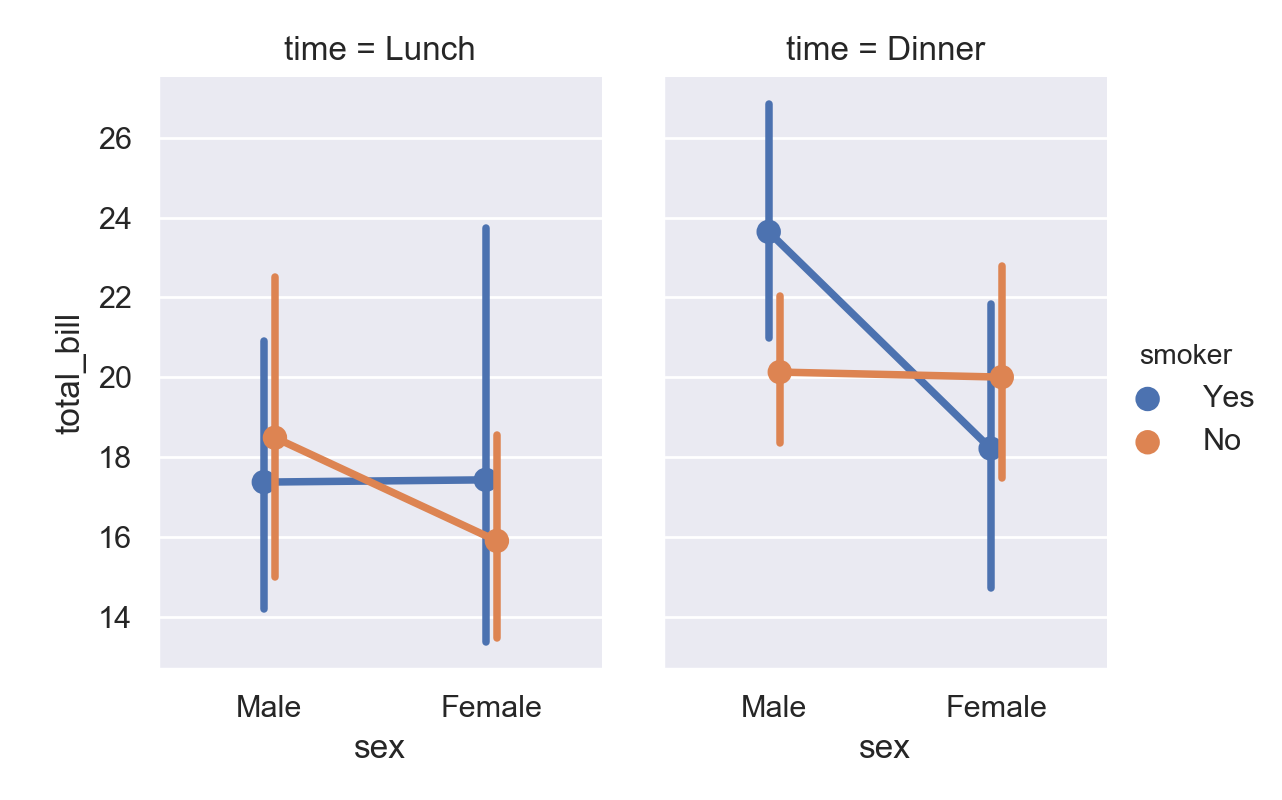 time = Lunch
time = Dinner
total_bill
26
24
22
20
18
16
14
Male
Female
Male
Female
sex
sex
smoker
Yes
No